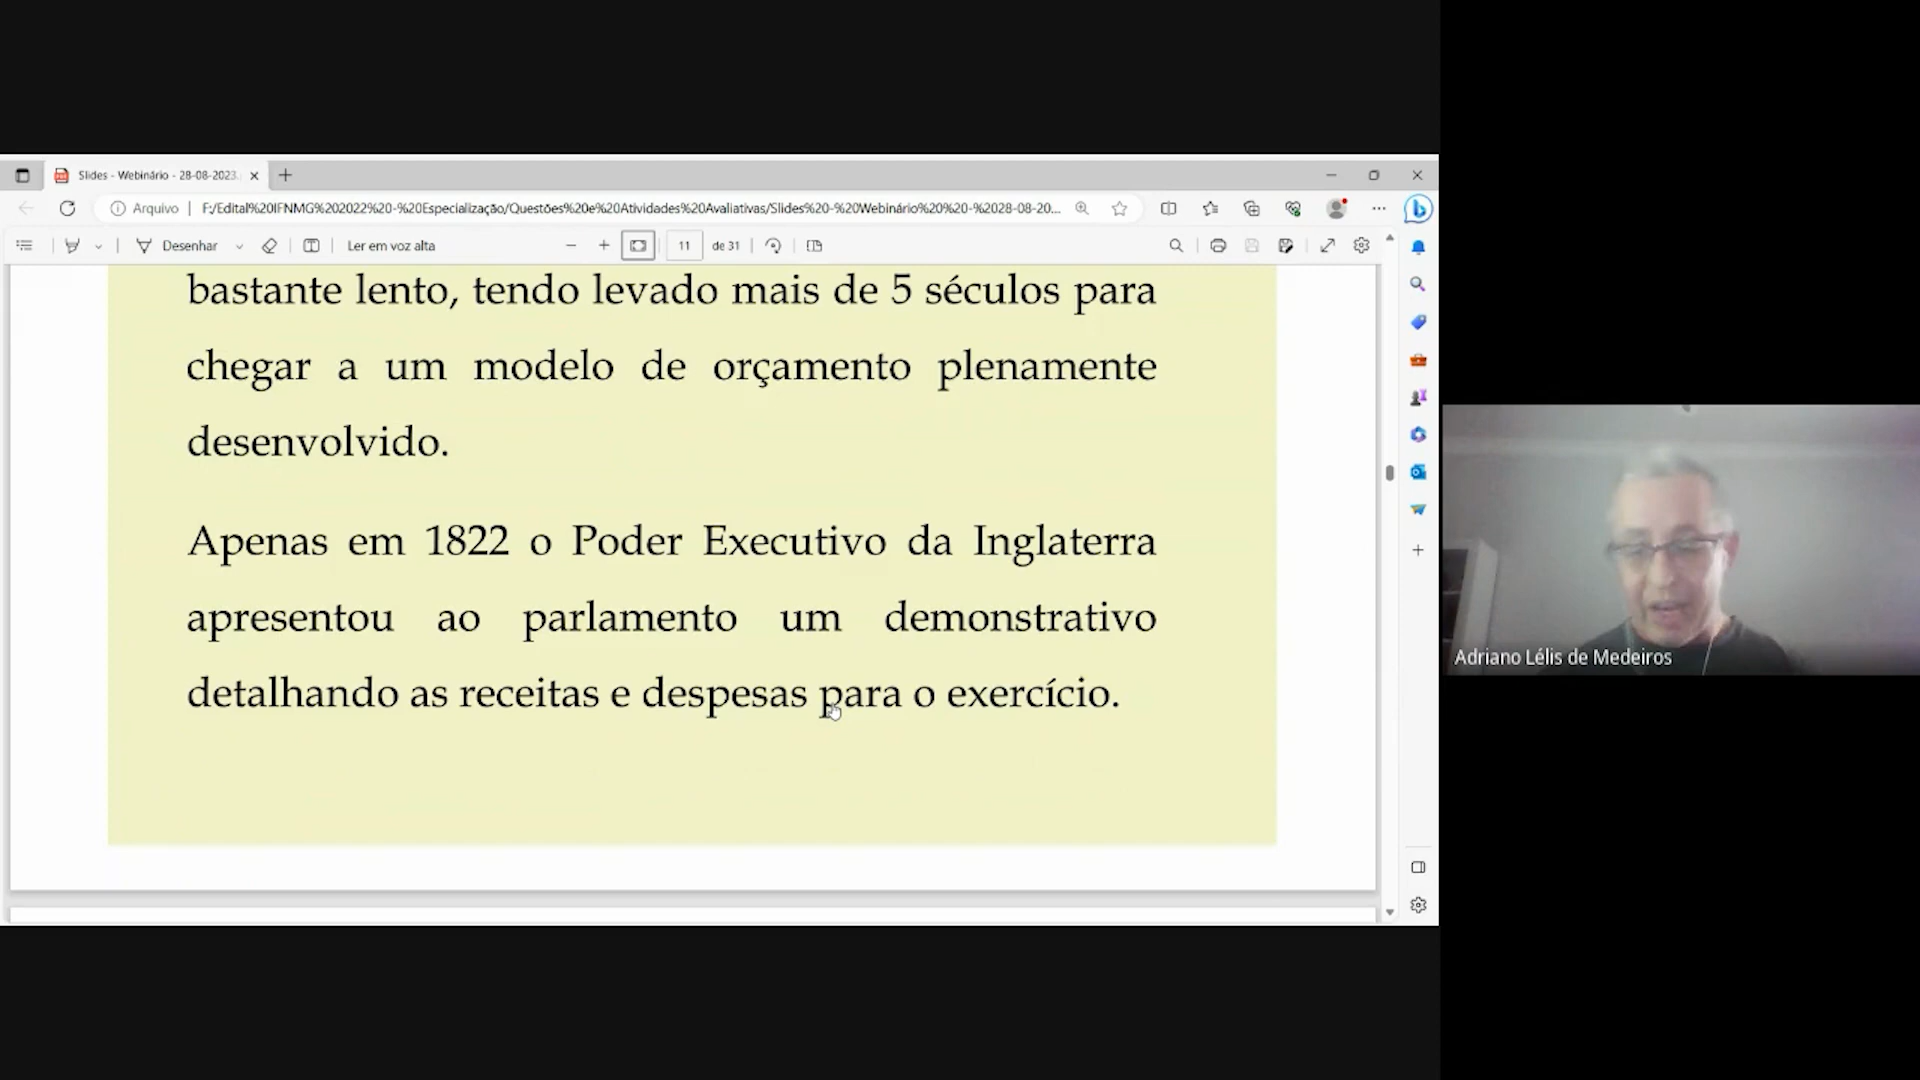 Slides - Webinário - 28-08-2023.
Arquivo
F:/Edital%20IFNMG%202022%20-%20Especialização/Questões%20e%20Atividades%20Avaliativas/Slides%20-%20Webinário%20%20-%2028-08-20...
Desenhar
Ler em voz alta
11 de 31
bastante lento, tendo levado mais de 5 séculos para
chegar a um modelo de orçamento plenamente
desenvolvido.
Apenas em 1822 o Poder Executivo da Inglaterra
apresentou ao parlamento um demonstrativo
detalhando as receitas e despesas para o exercício.
Adriano Lélis de Medeiros